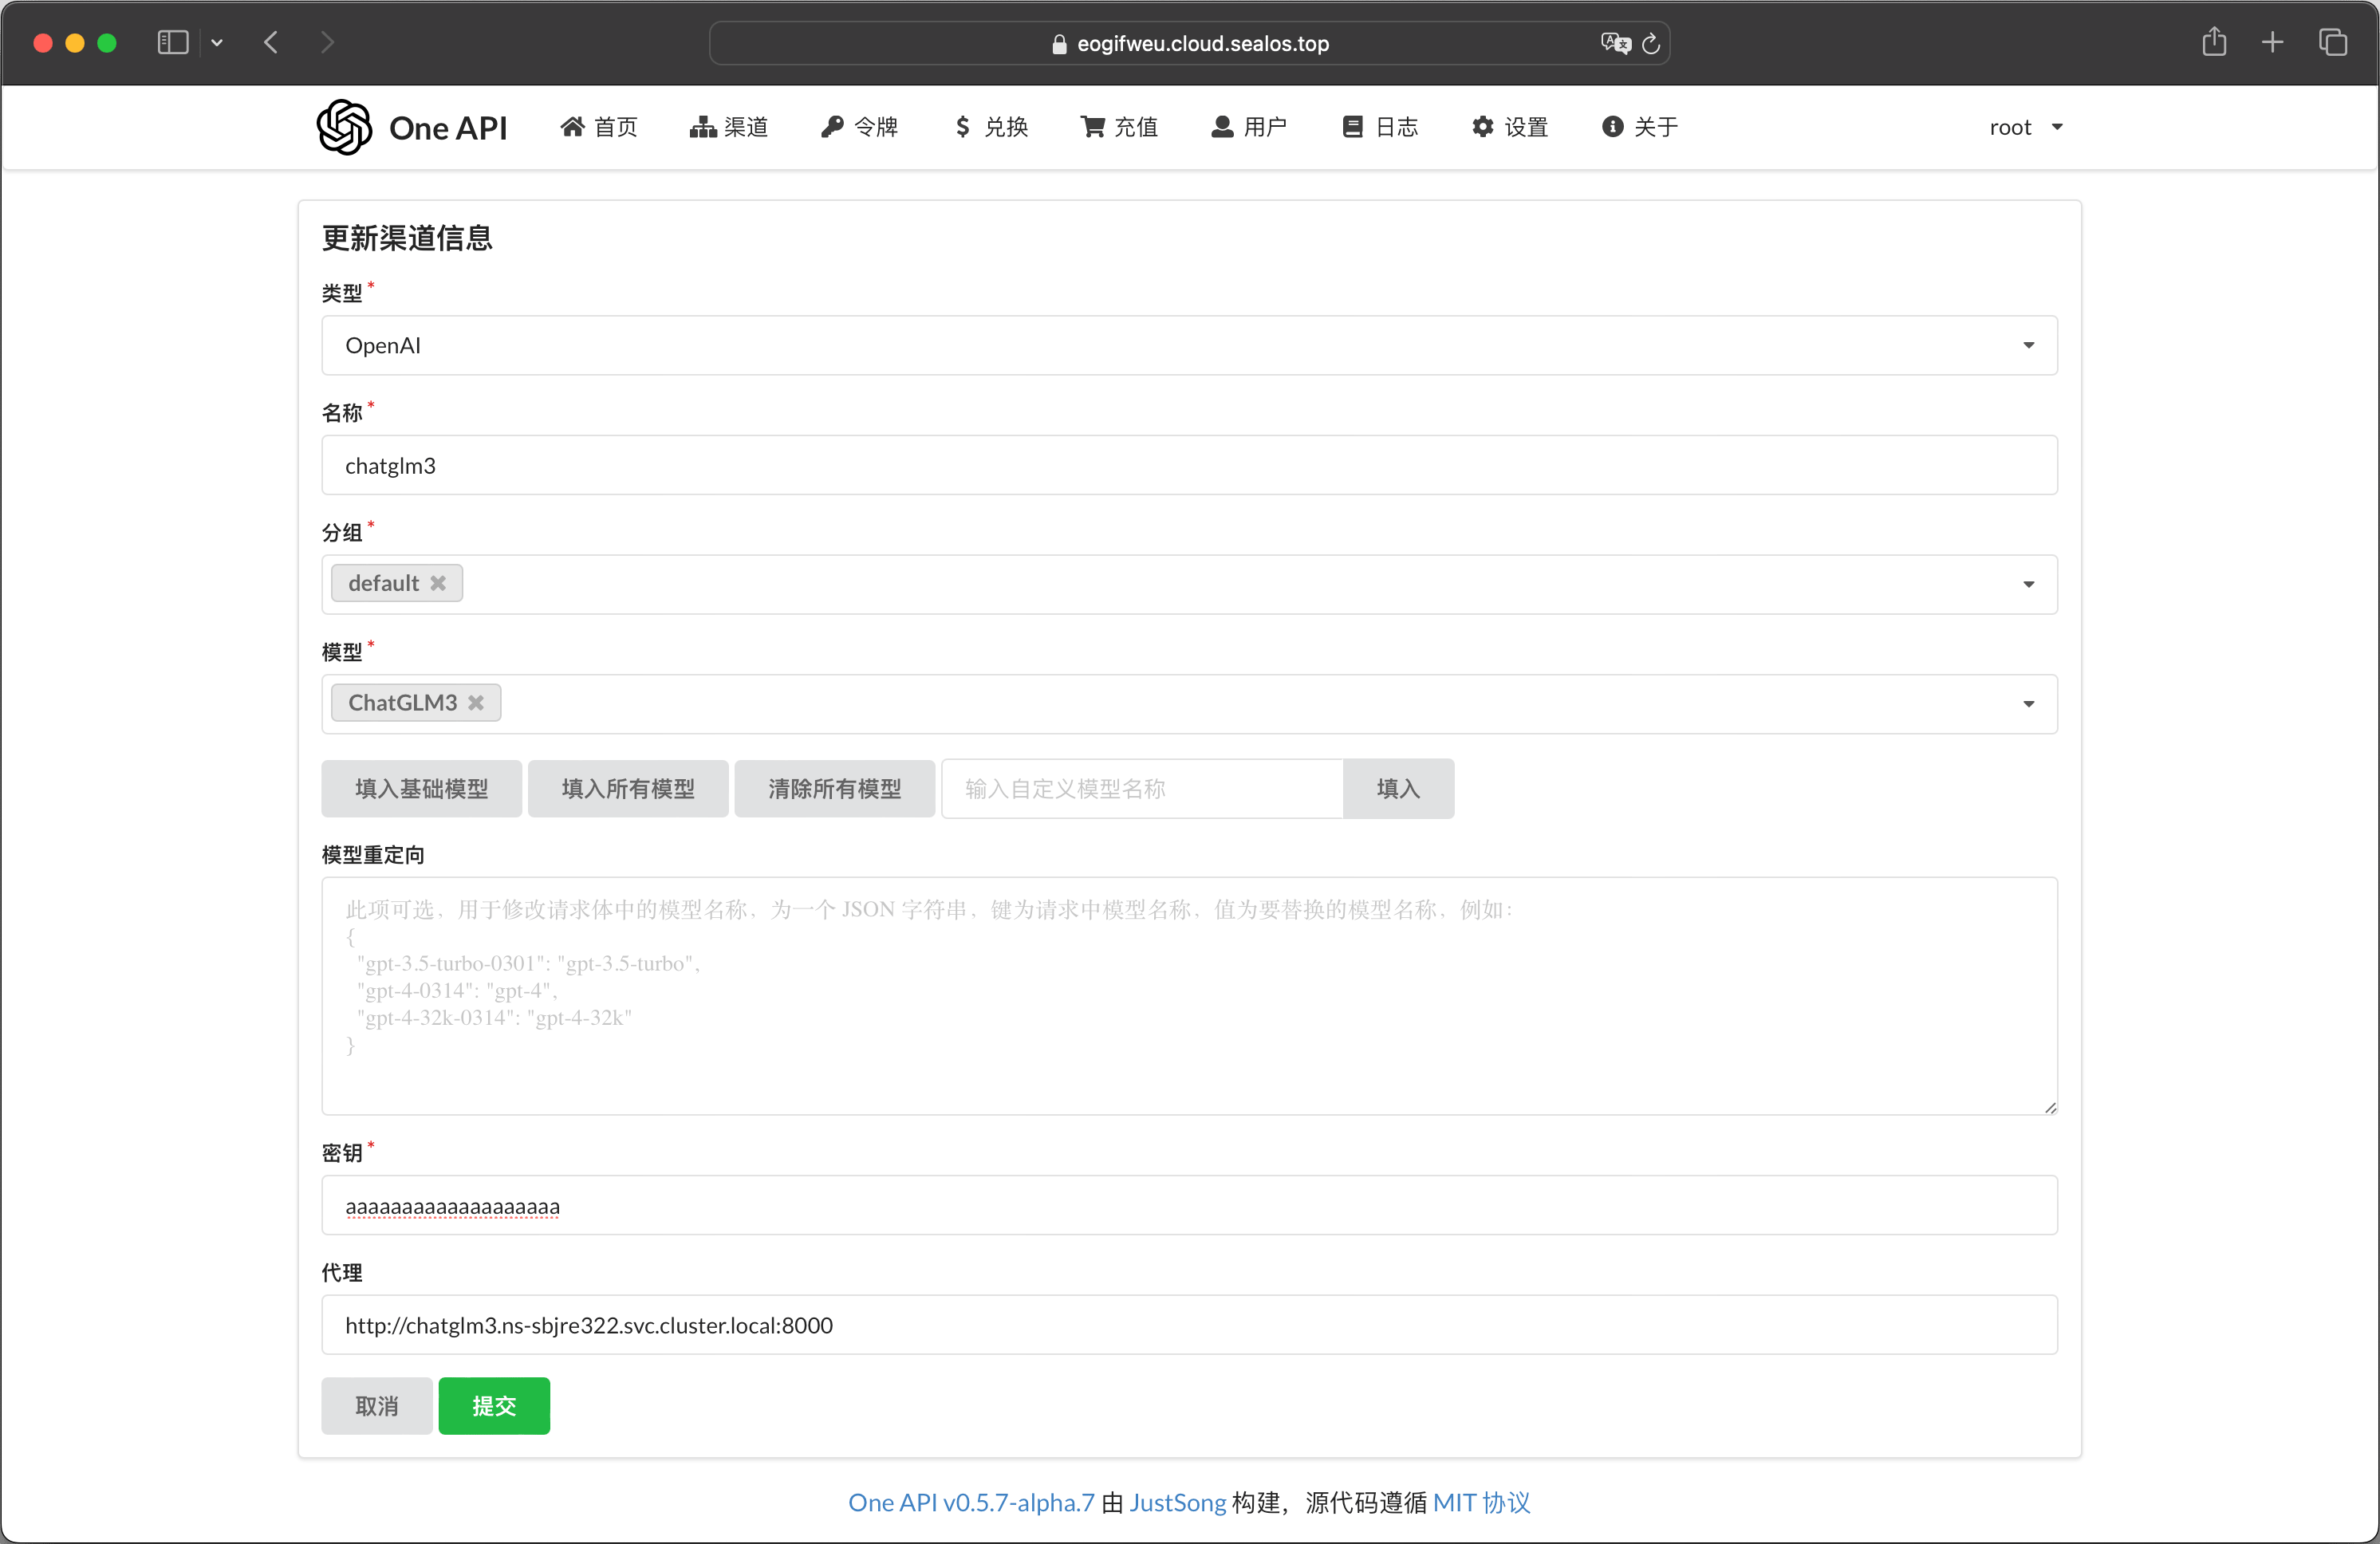 eogifweu.cloud.sealos.top
One API 首页 渠道 令牌 兑换 充值 用户 日志 设置 关于 root
更新渠道信息
类型 *
OpenAI
名称 *
chatglm3
分组 *
default
模型 *
ChatGLM3
填入基础模型 填入所有模型 清除所有模型 输入自定义模型名称 填入
模型重定向
此项可选，用于修改请求体中的模型名称，为一个 JSON 字符串，键为请求中模型名称，值为要替换的模型名称，例如：
{
"gpt-3.5-turbo-0301": "gpt-3.5-turbo",
"gpt-4-0314": "gpt-4",
"gpt-4-32k-0314": "gpt-4-32k"
}
密钥 *
aaaaaaaaaaaaaaaaaaa
代理
http://chatglm3.ns-sbjre322.svc.cluster.local:8000
取消 提交
One API v0.5.7-alpha.7 由 JustSong 构建，源代码遵循 MIT 协议